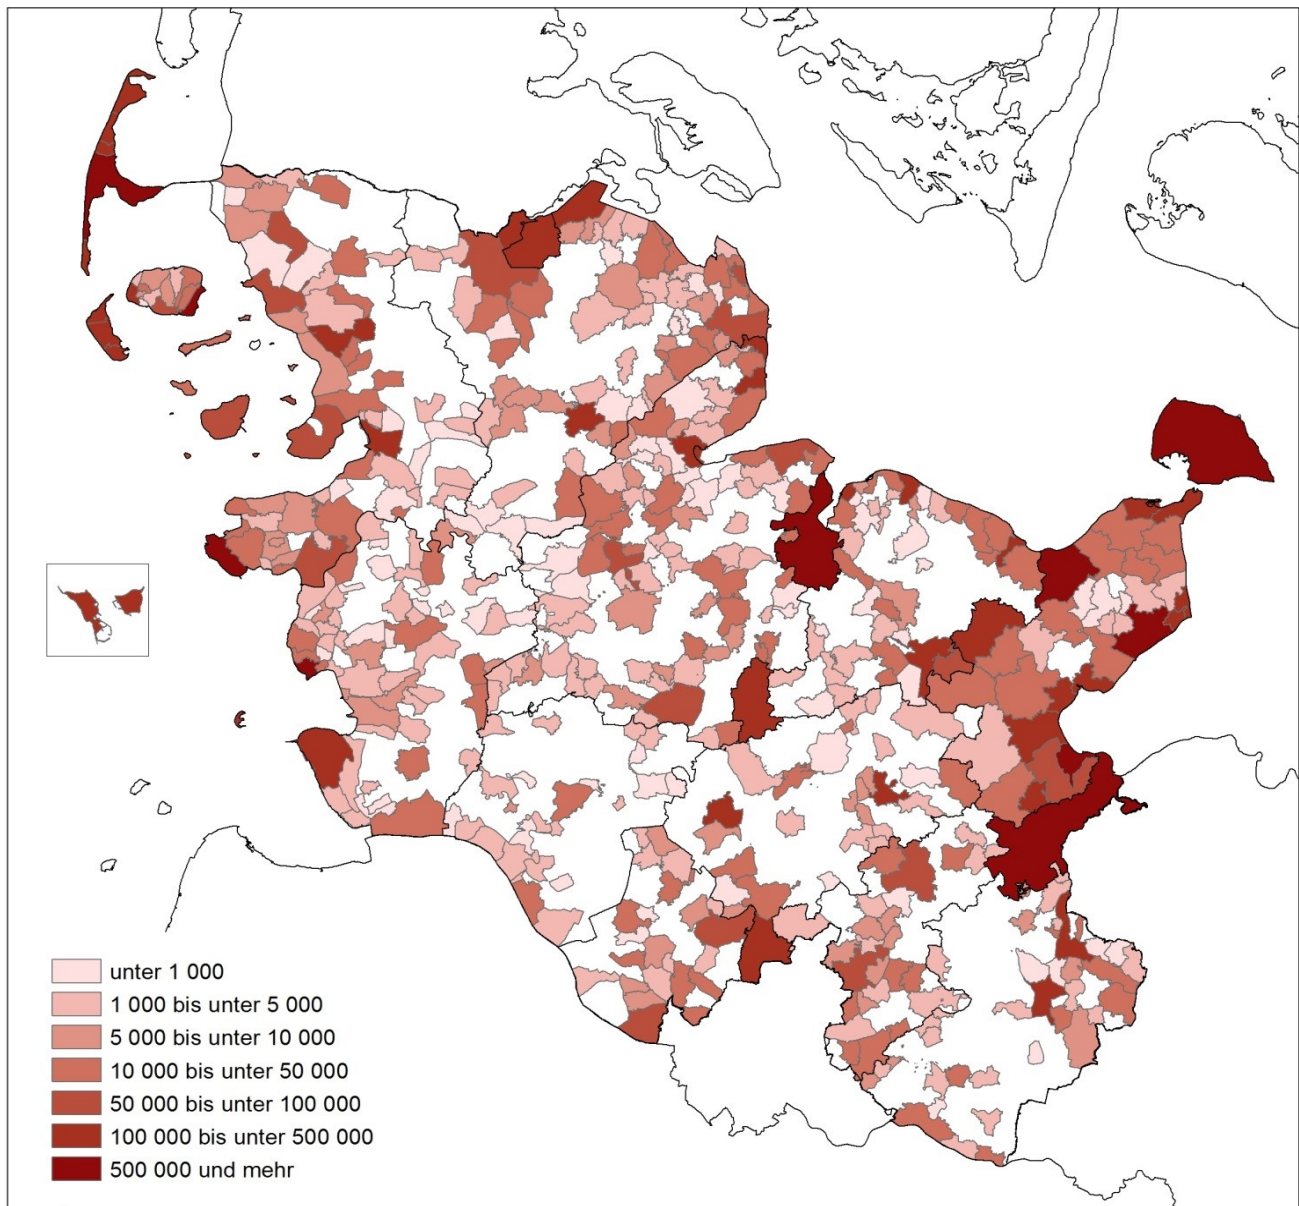 unter 1 000
1 000 bis unter 5 000
5 000 bis unter 10 000
10 000 bis unter 50 000
50 000 bis unter 100 000
100 000 bis unter 500 000
500 000 und mehr